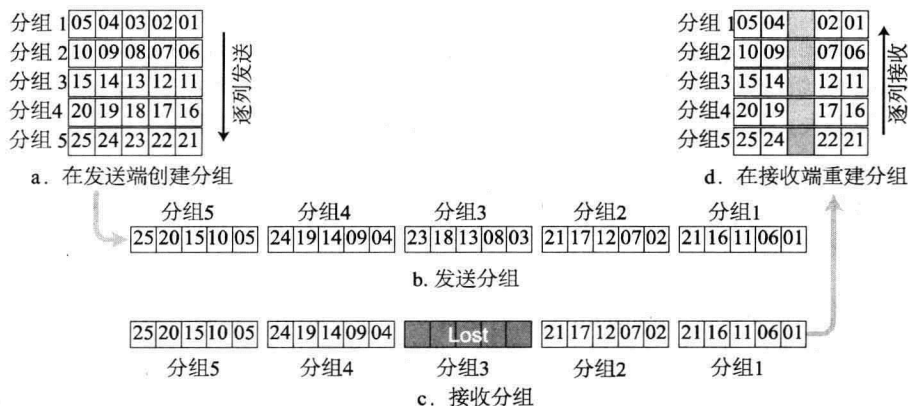 分组 1 05 04 03 02 01
分组 2 10 09 08 07 06
分组 3 15 14 13 12 11
分组4 20 19 18 17 16
分组 5 25 24 23 22 21
逐列发送
a. 在发送端创建分组
分组1 05 04 02 01
分组2 10 09 07 06
分组3 15 14 12 11
分组4 20 19 17 16
分组5 25 24 22 21
逐列接收
d. 在接收端重建分组
分组5 分组4 分组3 分组2 分组1
25 20 15 10 05 24 19 14 09 04 23 18 13 08 03 21 17 12 07 02 21 16 11 06 01
b. 发送分组
25 20 15 10 05 24 19 14 09 04 Lost 21 17 12 07 02 21 16 11 06 01
分组5 分组4 分组3 分组2 分组1
c. 接收分组